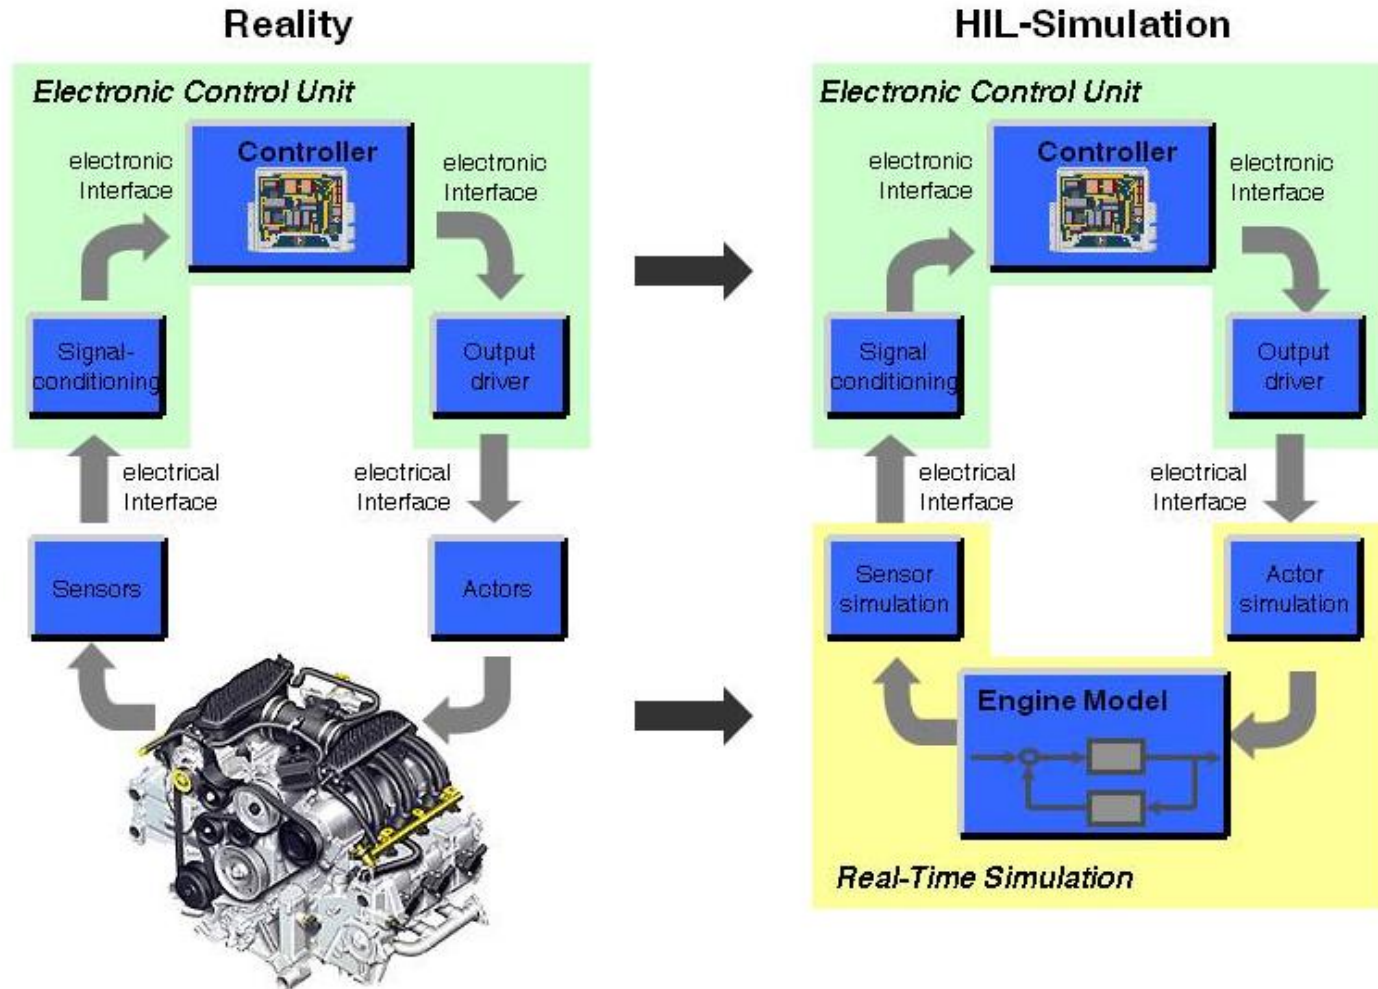 Reality
Electronic Control Unit
electronic
Interface
Controller
electronic
Interface
Signal-
conditioning
Output
driver
electrical
Interface
electrical
Interface
Sensors
Actors
HIL-Simulation
Electronic Control Unit
electronic
Interface
Controller
electronic
Interface
Signal
conditioning
Output
driver
electrical
Interface
electrical
Interface
Sensor
simulation
Actor
simulation
Engine Model
Real-Time Simulation